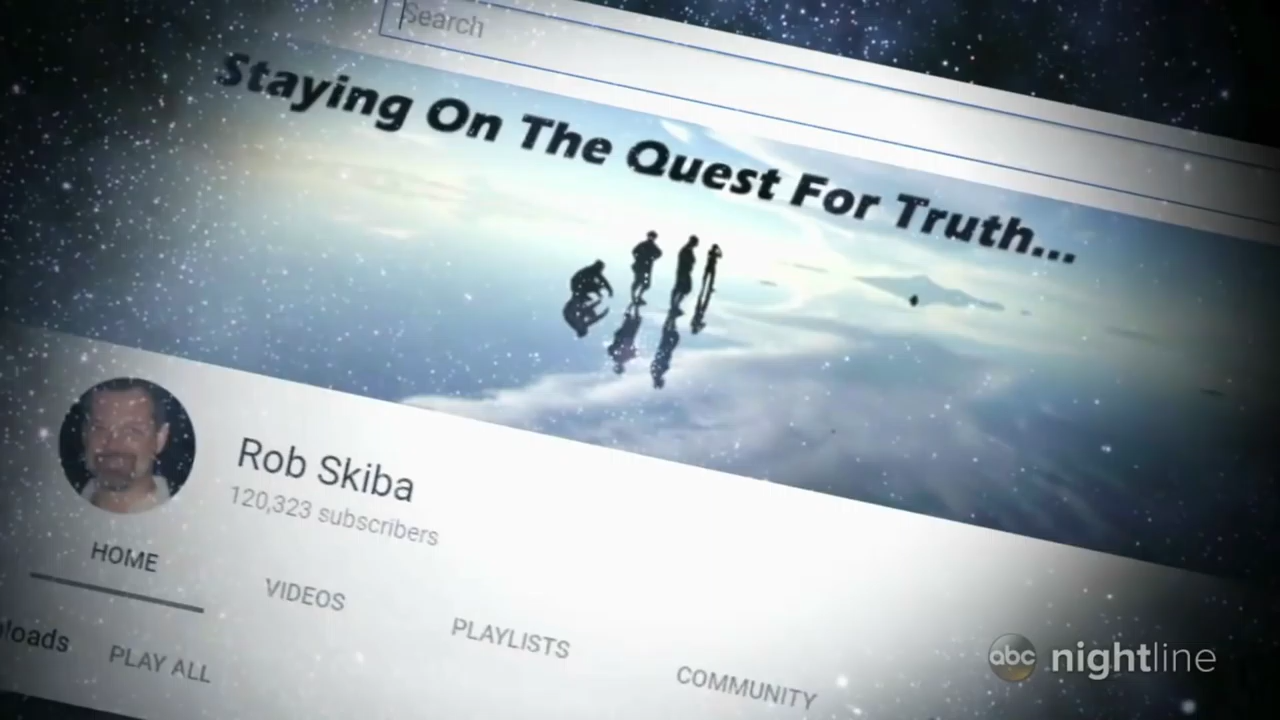 Search
Staying On The Quest For Truth...
Rob Skiba
120,323 subscribers
HOME
VIDEOS
PLAYLISTS
COMMUNITY
PLAY ALL
abc nightline